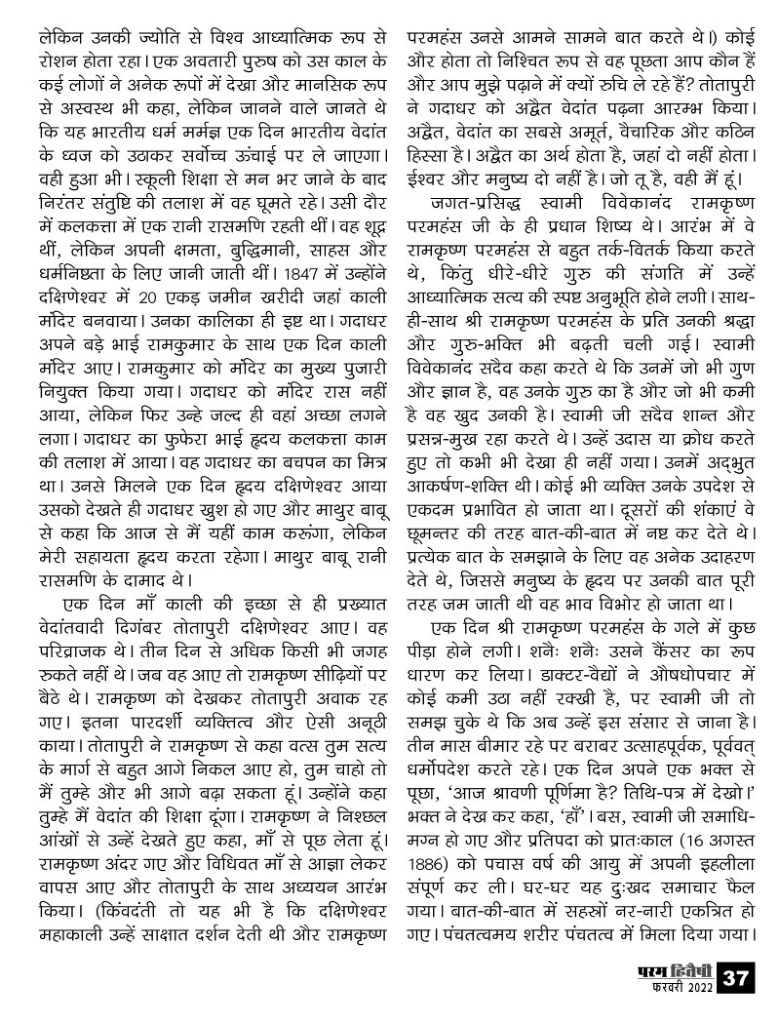 लेकिन उनकी ज्योति से विश्व आध्यात्मिक रूप से
रोशन होता रहा। एक अवतारी पुरुष को उस काल के
कई लोगों ने अनेक रूपों में देखा और मानसिक रूप
से अस्वस्थ भी कहा, लेकिन जानने वाले जानते थे
कि यह भारतीय धर्म मर्मज्ञ एक दिन भारतीय वेदांत
के ध्वज को उठाकर सर्वोच्च ऊंचाई पर ले जाएगा।
वही हुआ भी। स्कूली शिक्षा से मन भर जाने के बाद
निरंतर संतुष्टि की तलाश में वह घूमते रहे। उसी दौर
में कलकत्ता में एक रानी रासमणि रहती थीं। वह शूद्र
थीं, लेकिन अपनी क्षमता, बुद्धिमानी, साहस और
धर्मनिष्ठता के लिए जानी जाती थीं। 1847 में उन्होंने
दक्षिणेश्वर में 20 एकड़ जमीन खरीदी जहां काली
मंदिर बनवाया। उनका कालिका ही इष्ट था। गदाधर
अपने बड़े भाई रामकुमार के साथ एक दिन काली
मंदिर आए। रामकुमार को मंदिर का मुख्य पुजारी
नियुक्त किया गया। गदाधर को मंदिर रास नहीं
आया, लेकिन फिर उन्हे जल्द ही वहां अच्छा लगने
लगा। गदाधर का फुफेरा भाई हृदय कलकत्ता काम
की तलाश में आया। वह गदाधर का बचपन का मित्र
था। उनसे मिलने एक दिन हृदय दक्षिणेश्वर आया
उसको देखते ही गदाधर खुश हो गए और माथुर बाबू
से कहा कि आज से मैं यहीं काम करूंगा, लेकिन
मेरी सहायता हृदय करता रहेगा। माथुर बाबू रानी
रासमणि के दामाद थे।
एक दिन माँ काली की इच्छा से ही प्रख्यात
वेदांतवादी दिगंबर तोतापुरी दक्षिणेश्वर आए। वह
परिव्राजक थे। तीन दिन से अधिक किसी भी जगह
रुकते नहीं थे। जब वह आए तो रामकृष्ण सीढ़ियों पर
बैठे थे। रामकृष्ण को देखकर तोतापुरी अवाक रह
गए। इतना पारदर्शी व्यक्तित्व और ऐसी अनूठी
काया। तोतापुरी ने रामकृष्ण से कहा वत्स तुम सत्य
के मार्ग से बहुत आगे निकल आए हो, तुम चाहो तो
मैं तुम्हे और भी आगे बढ़ा सकता हूं। उन्होंने कहा
तुम्हे मैं वेदांत की शिक्षा दूंगा। रामकृष्ण ने निश्छल
आंखों से उन्हें देखते हुए कहा, माँ से पूछ लेता हूं।
रामकृष्ण अंदर गए और विधिवत माँ से आज्ञा लेकर
वापस आए और तोतापुरी के साथ अध्ययन आरंभ
किया। (किंवदंती तो यह भी है कि दक्षिणेश्वर
महाकाली उन्हें साक्षात दर्शन देती थी और रामकृष्ण
परमहंस उनसे आमने सामने बात करते थे।) कोई
और होता तो निश्चित रूप से वह पूछता आप कौन हैं
और आप मुझे पढ़ाने में क्यों रुचि ले रहे हैं? तोतापुरी
ने गदाधर को अद्वैत वेदांत पढ़ना आरम्भ किया।
अद्वैत, वेदांत का सबसे अमूर्त, वैचारिक और कठिन
हिस्सा है। अद्वैत का अर्थ होता है, जहां दो नहीं होता।
ईश्वर और मनुष्य दो नहीं है। जो तू है, वही मैं हूं।
जगत-प्रसिद्ध स्वामी विवेकानंद रामकृष्ण
परमहंस जी के ही प्रधान शिष्य थे। आरंभ में वे
रामकृष्ण परमहंस से बहुत तर्क-वितर्क किया करते
थे, किंतु धीरे-धीरे गुरु की संगति में उन्हें
आध्यात्मिक सत्य की स्पष्ट अनुभूति होने लगी। साथ-
ही-साथ श्री रामकृष्ण परमहंस के प्रति उनकी श्रद्धा
और गुरु-भक्ति भी बढ़ती चली गई। स्वामी
विवेकानंद सदैव कहा करते थे कि उनमें जो भी गुण
और ज्ञान है, वह उनके गुरु का है और जो भी कमी
है वह खुद उनकी है। स्वामी जी सदैव शान्त और
प्रसन्न-मुख रहा करते थे। उन्हें उदास या क्रोध करते
हुए तो कभी भी देखा ही नहीं गया। उनमें अद्भुत
आकर्षण-शक्ति थी। कोई भी व्यक्ति उनके उपदेश से
एकदम प्रभावित हो जाता था। दूसरों की शंकाएं वे
छूमन्तर की तरह बात-की-बात में नष्ट कर देते थे।
प्रत्येक बात के समझाने के लिए वह अनेक उदाहरण
देते थे, जिससे मनुष्य के हृदय पर उनकी बात पूरी
तरह जम जाती थी वह भाव विभोर हो जाता था।
एक दिन श्री रामकृष्ण परमहंस के गले में कुछ
पीड़ा होने लगी। शनैः शनैः उसने कैंसर का रूप
धारण कर लिया। डाक्टर-वैद्यों ने औषधोपचार में
कोई कमी उठा नहीं रक्खी है, पर स्वामी जी तो
समझ चुके थे कि अब उन्हें इस संसार से जाना है।
तीन मास बीमार रहे पर बराबर उत्साहपूर्वक, पूर्ववत्
धर्मोपदेश करते रहे। एक दिन अपने एक भक्त से
पूछा, ‘आज श्रावणी पूर्णिमा है? तिथि-पत्र में देखो।’
भक्त ने देख कर कहा, ‘हाँ’। बस, स्वामी जी समाधि-
मग्न हो गए और प्रतिपदा को प्रातःकाल (16 अगस्त
1886) को पचास वर्ष की आयु में अपनी इहलीला
संपूर्ण कर ली। घर-घर यह दुःखद समाचार फैल
गया। बात-की-बात में सहस्रों नर-नारी एकत्रित हो
गए। पंचतत्वमय शरीर पंचतत्व में मिला दिया गया।
परम हितैषी
फरवरी 2022
37